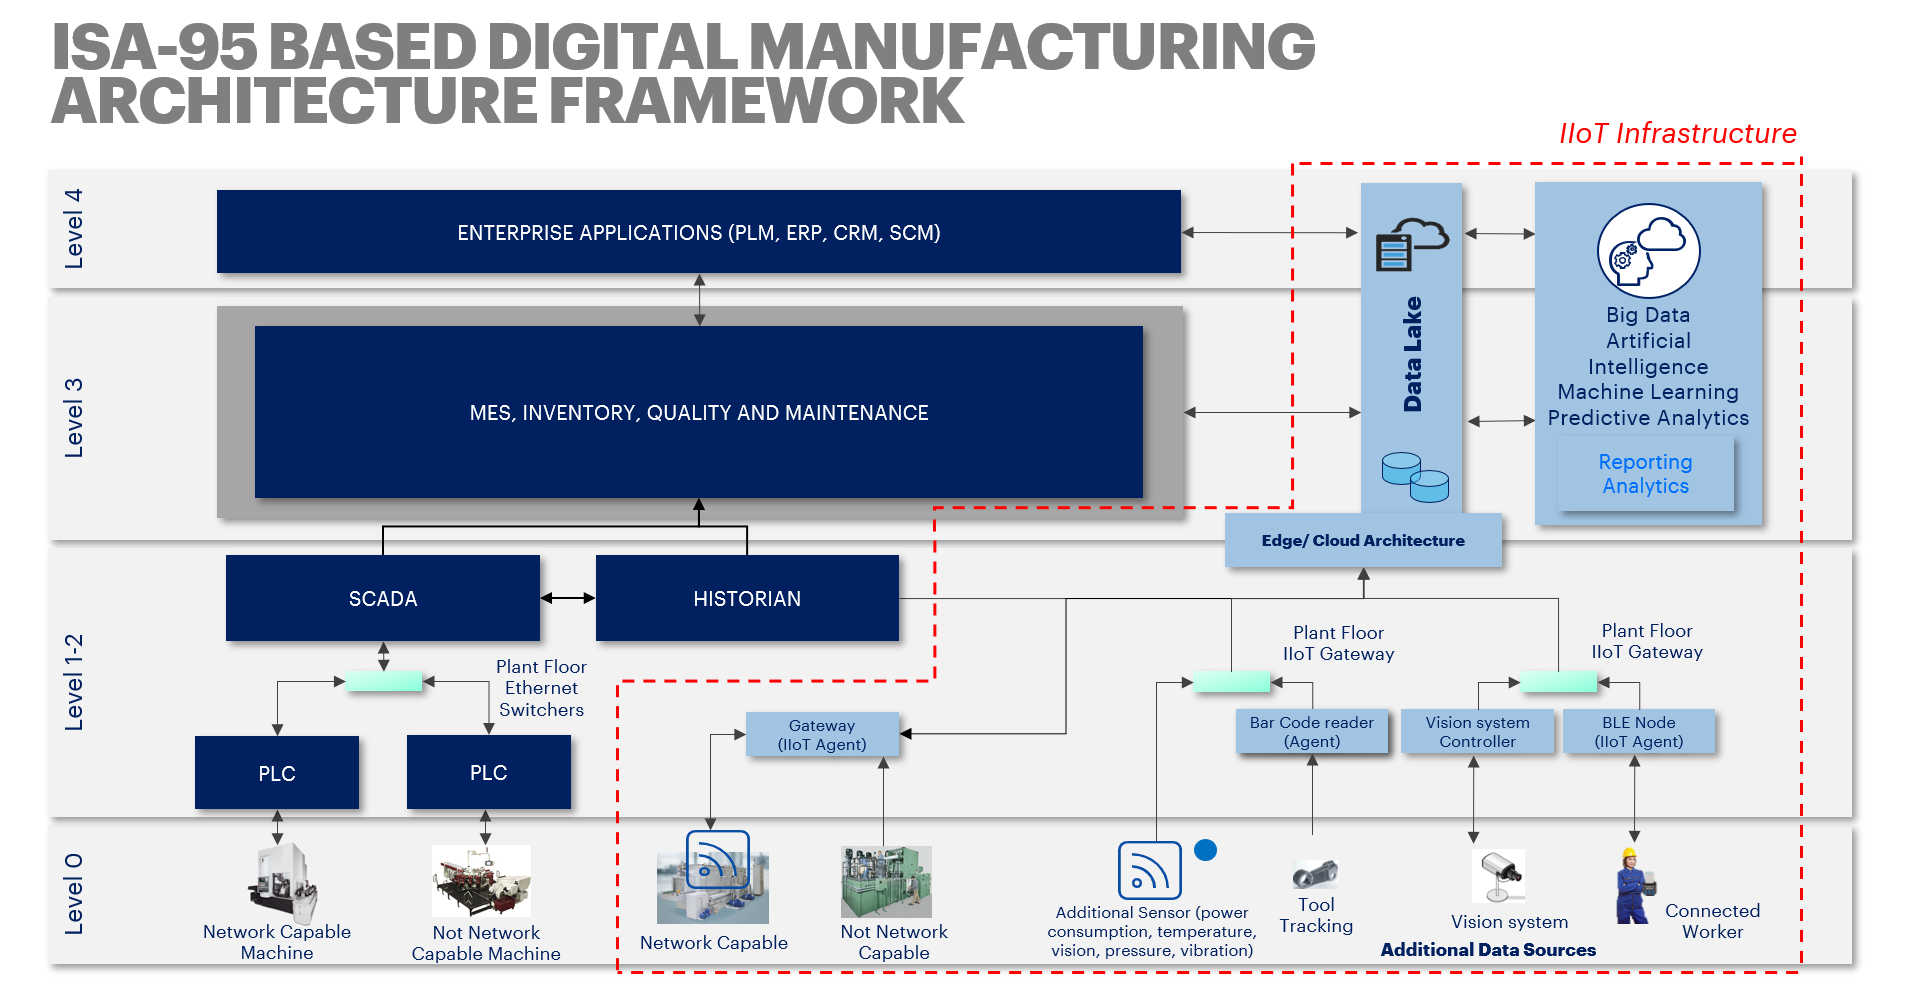 ISA-95 BASED DIGITAL MANUFACTURING
ARCHITECTURE FRAMEWORK
IIoT Infrastructure
Level 4
ENTERPRISE APPLICATIONS (PLM, ERP, CRM, SCM)
Data Lake
Big Data
Artificial
Intelligence
Machine Learning
Predictive Analytics
Reporting
Analytics
Level 3
MES, INVENTORY, QUALITY AND MAINTENANCE
Edge/ Cloud Architecture
Level 1-2
SCADA
HISTORIAN
Plant Floor
Ethernet
Switchers
Plant Floor
IIoT Gateway
Plant Floor
IIoT Gateway
PLC
PLC
Gateway
(IIoT Agent)
Bar Code reader
(Agent)
Vision system
Controller
BLE Node
(IIoT Agent)
Level 0
Network Capable
Machine
Not Network
Capable Machine
Network Capable
Not Network
Capable
Additional Sensor (power
consumption, temperature,
vision, pressure, vibration)
Tool
Tracking
Vision system
Connected
Worker
Additional Data Sources